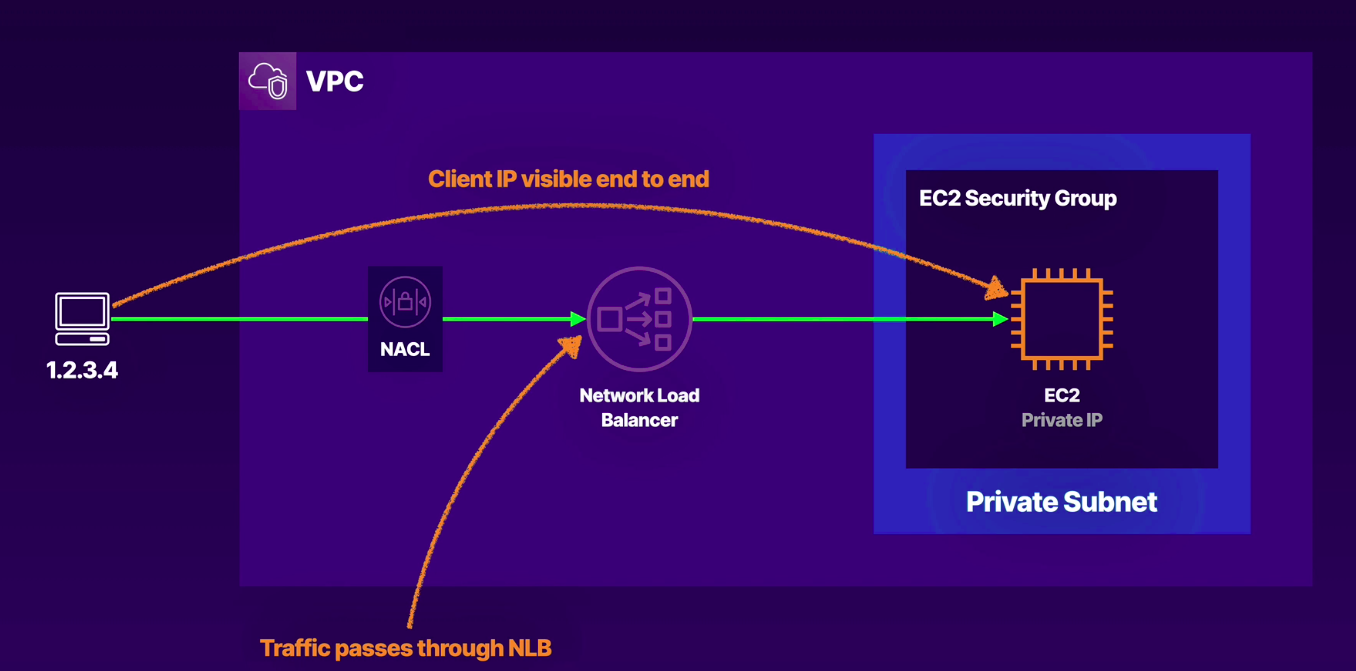 VPC
Client IP visible end to end
EC2 Security Group
NACL
1.2.3.4
Network Load
Balancer
EC2
Private IP
Private Subnet
Traffic passes through NLB